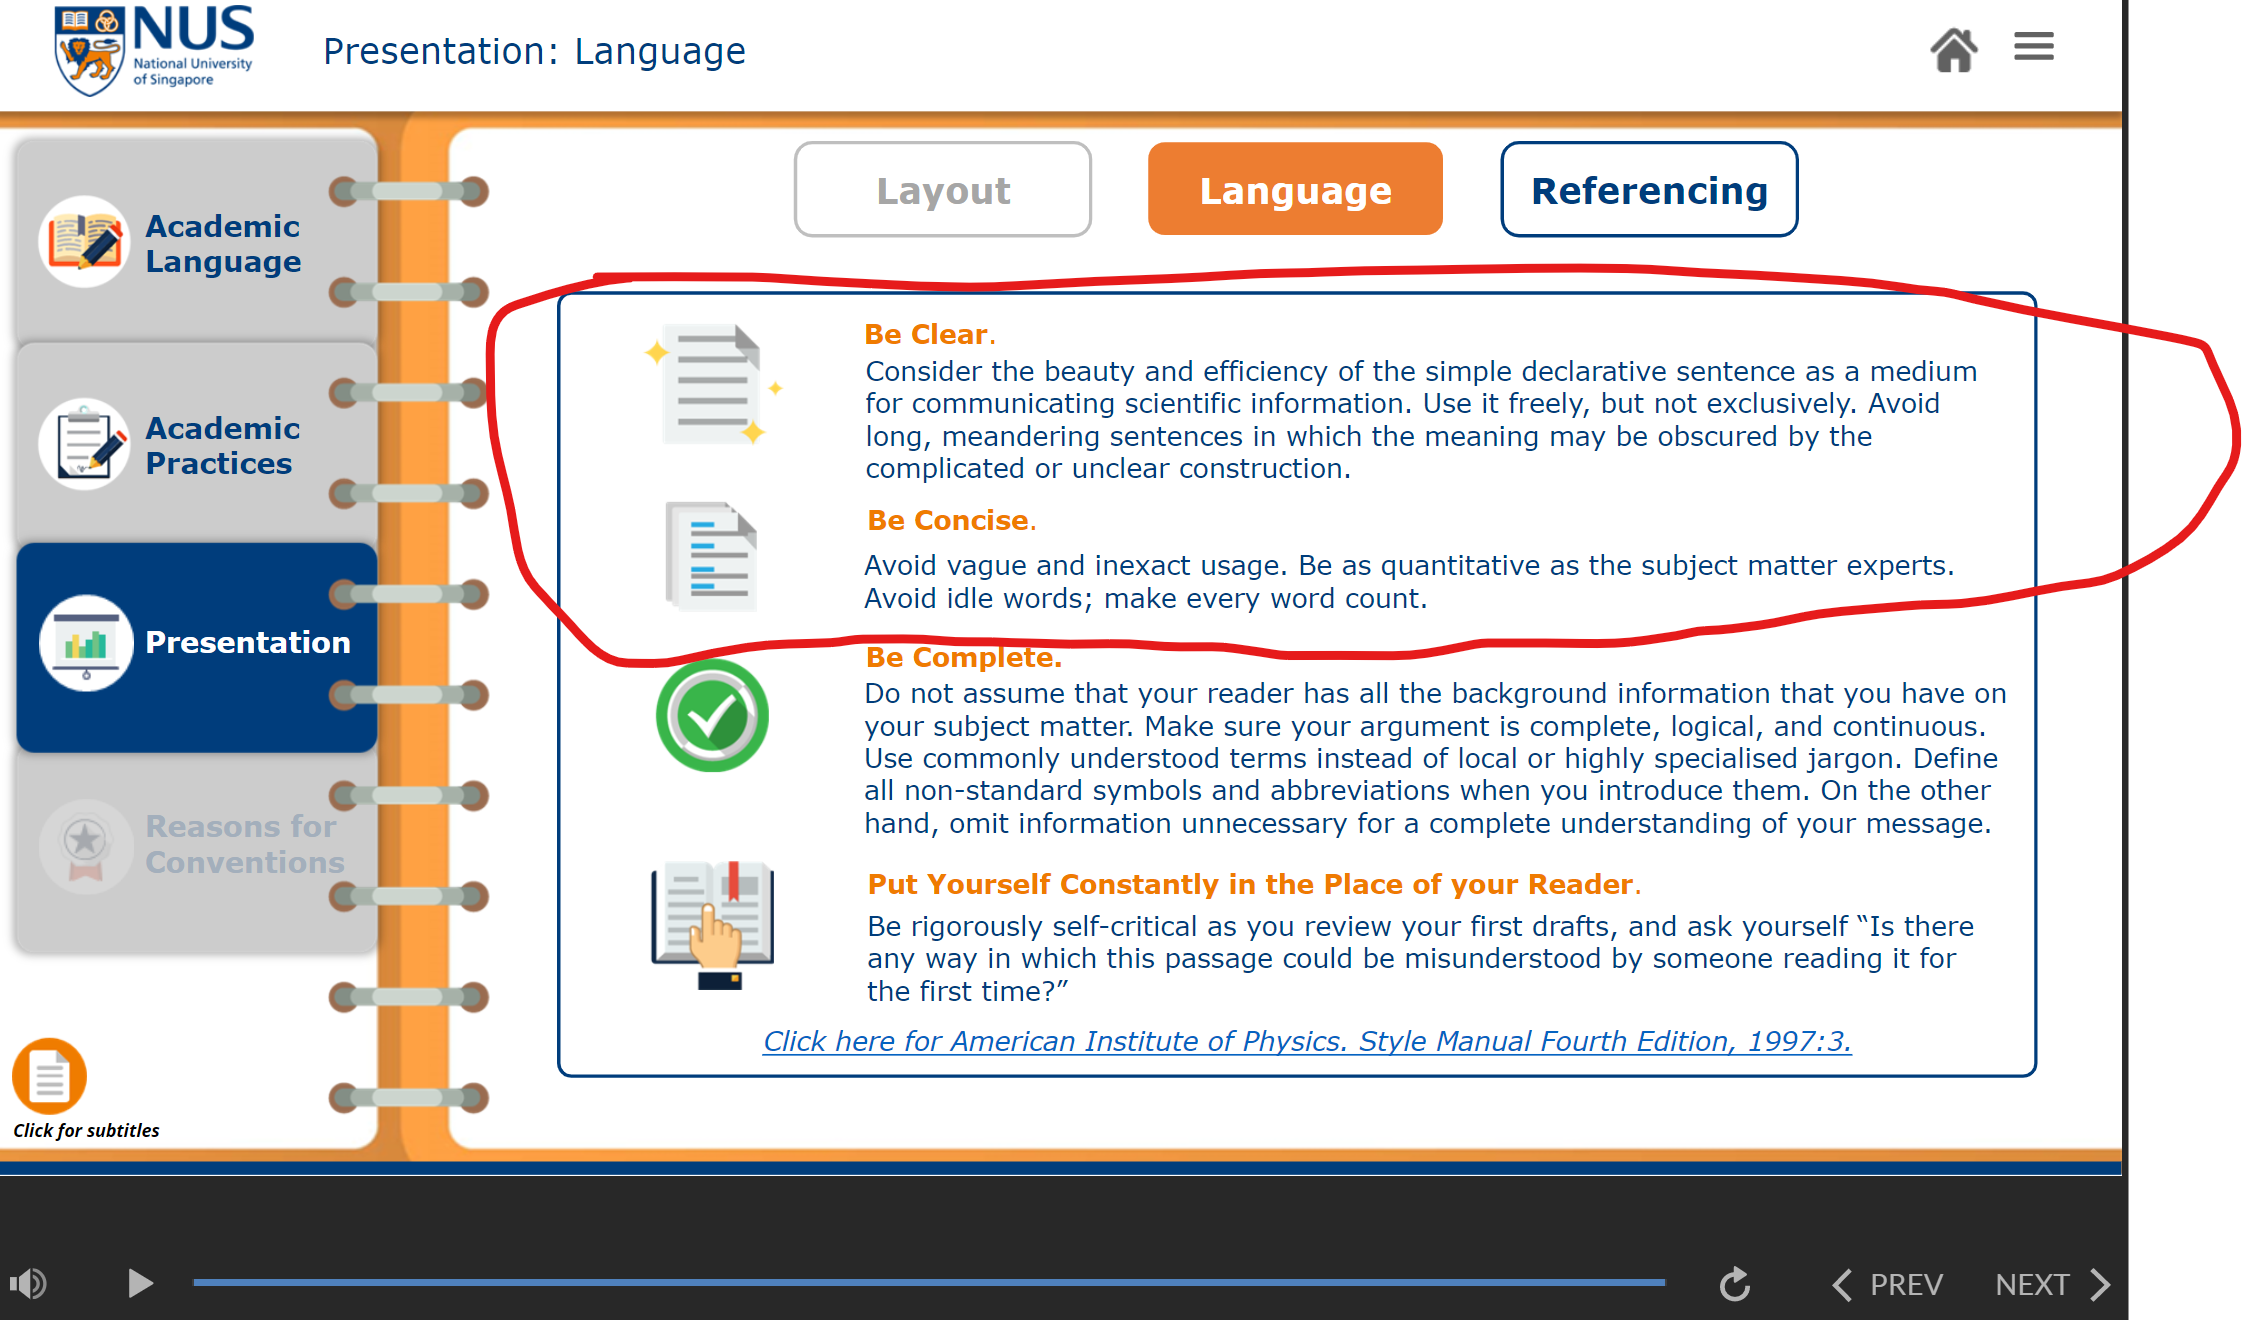 NUS
National University
of Singapore
Presentation: Language
Academic
Language
Academic
Practices
Presentation
Reasons for
Conventions
Click for subtitles
Layout
Language
Referencing
Be Clear.
Consider the beauty and efficiency of the simple declarative sentence as a medium
for communicating scientific information. Use it freely, but not exclusively. Avoid
long, meandering sentences in which the meaning may be obscured by the
complicated or unclear construction.
Be Concise.
Avoid vague and inexact usage. Be as quantitative as the subject matter experts.
Avoid idle words; make every word count.
Be Complete.
Do not assume that your reader has all the background information that you have on
your subject matter. Make sure your argument is complete, logical, and continuous.
Use commonly understood terms instead of local or highly specialised jargon. Define
all non-standard symbols and abbreviations when you introduce them. On the other
hand, omit information unnecessary for a complete understanding of your message.
Put Yourself Constantly in the Place of your Reader.
Be rigorously self-critical as you review your first drafts, and ask yourself “Is there
any way in which this passage could be misunderstood by someone reading it for
the first time?”
Click here for American Institute of Physics. Style Manual Fourth Edition, 1997:3.
PREV
NEXT